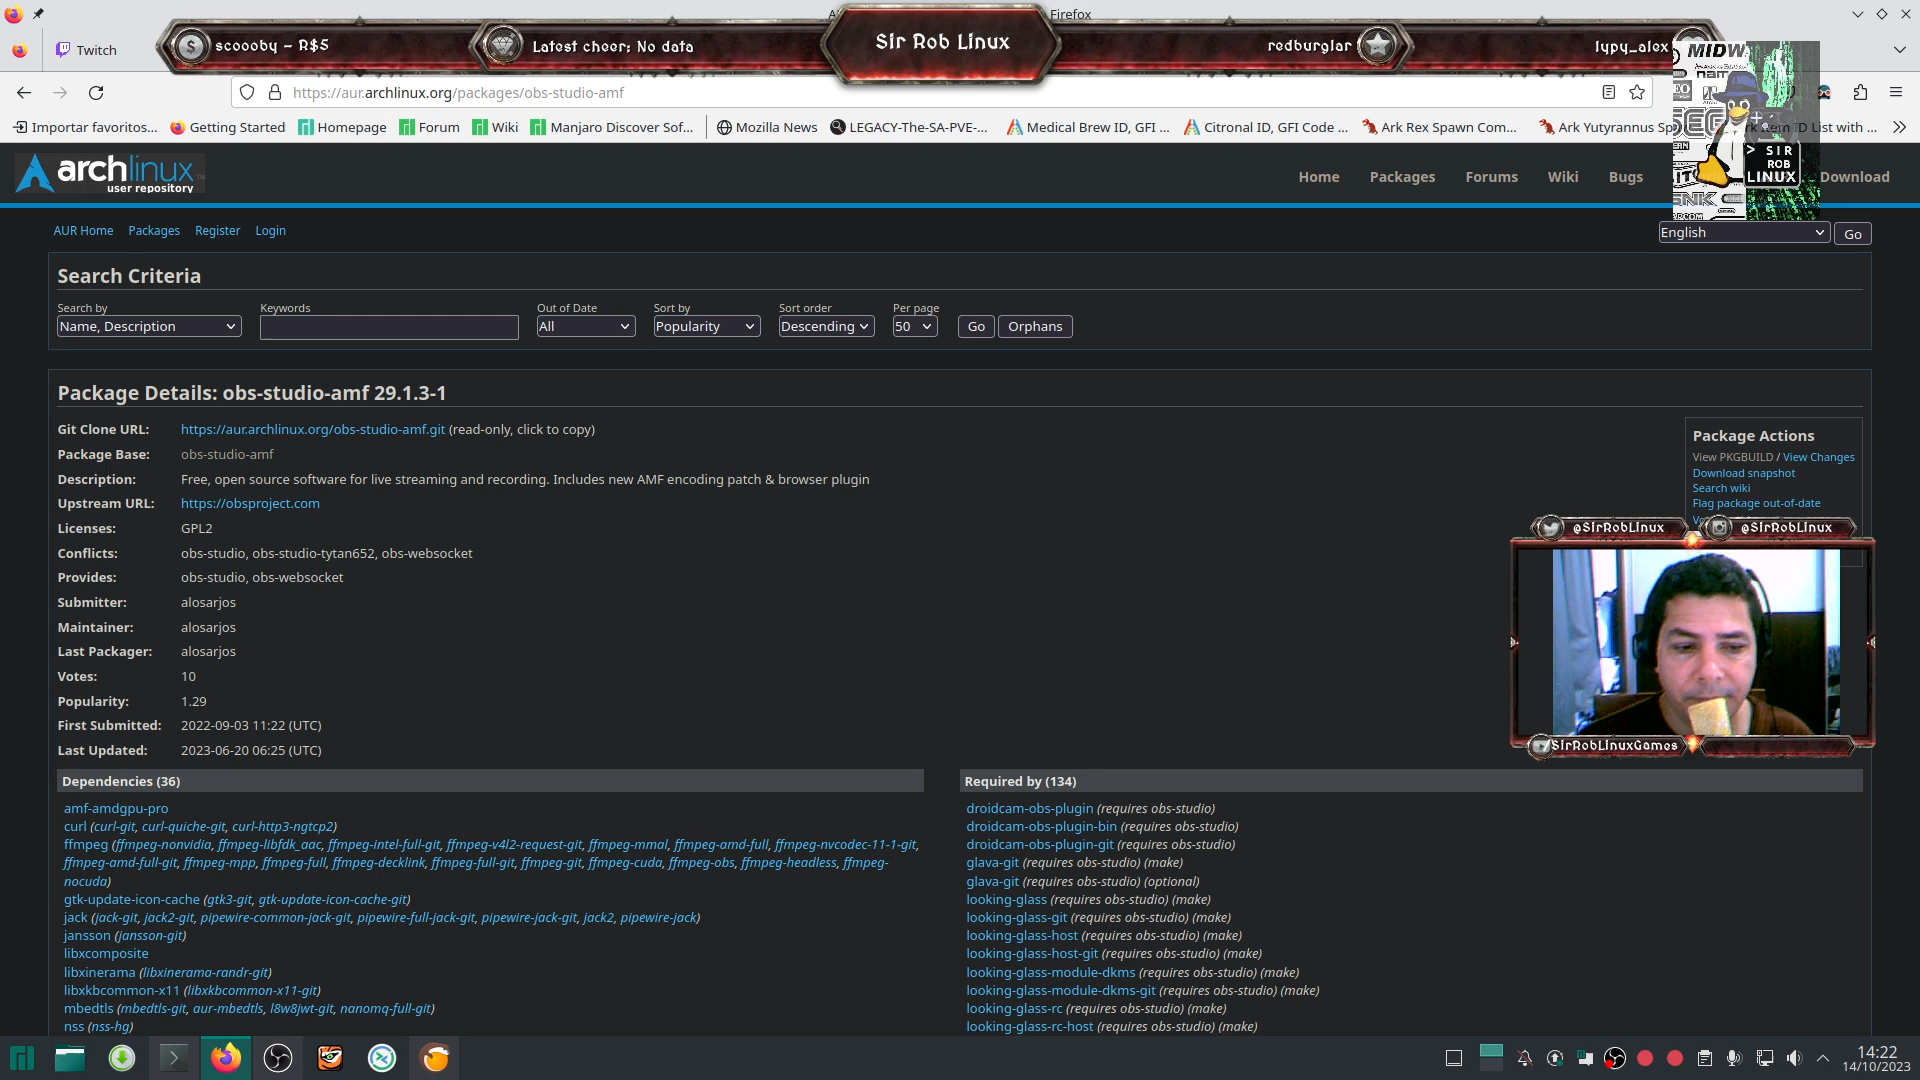 Firefox
Twitch
scoooby - R$5
Latest cheer: No data
Sir Rob Linux
redburglar
lypy_alex
https://aur.archlinux.org/packages/obs-studio-amf
Importar favoritos...
Getting Started
Homepage
Forum
Wiki
Manjaro Discover Sof...
Mozilla News
LEGACY-The-SA-PVE-...
Medical Brew ID, GFI ...
Citronal ID, GFI Code ...
Ark Rex Spawn Com...
Ark Yutyrannus Sp
ID List with ...
MIDW
> SIR
ROB
LINUX
SNK
archlinux
user repository
Home
Packages
Forums
Wiki
Bugs
Download
AUR Home
Packages
Register
Login
English
Go
Search Criteria
Search by
Keywords
Out of Date
Sort by
Sort order
Per page
Name, Description
All
Popularity
Descending
50
Go
Orphans
Package Details: obs-studio-amf 29.1.3-1
Git Clone URL: https://aur.archlinux.org/obs-studio-amf.git (read-only, click to copy)
Package Base: obs-studio-amf
Description: Free, open source software for live streaming and recording. Includes new AMF encoding patch & browser plugin
Upstream URL: https://obsproject.com
Licenses: GPL2
Conflicts: obs-studio, obs-studio-tytan652, obs-websocket
Provides: obs-studio, obs-websocket
Submitter: alosarjos
Maintainer: alosarjos
Last Packager: alosarjos
Votes: 10
Popularity: 1.29
First Submitted: 2022-09-03 11:22 (UTC)
Last Updated: 2023-06-20 06:25 (UTC)
Package Actions
View PKGBUILD / View Changes
Download snapshot
Search wiki
Flag package out-of-date
@SirRobLinux
@SirRobLinux
SirRobLinuxGames
Dependencies (36)
amf-amdgpu-pro
curl (curl-git, curl-quiche-git, curl-http3-ngtcp2)
ffmpeg (ffmpeg-nonvidia, ffmpeg-libfdk_aac, ffmpeg-intel-full-git, ffmpeg-v4l2-request-git, ffmpeg-mmal, ffmpeg-amd-full, ffmpeg-nvcodec-11-1-git,
ffmpeg-amd-full-git, ffmpeg-mpp, ffmpeg-full, ffmpeg-decklink, ffmpeg-full-git, ffmpeg-git, ffmpeg-cuda, ffmpeg-obs, ffmpeg-headless, ffmpeg-
nocuda)
gtk-update-icon-cache (gtk3-git, gtk-update-icon-cache-git)
jack (jack-git, jack2-git, pipewire-common-jack-git, pipewire-full-jack-git, pipewire-jack-git, jack2, pipewire-jack)
jansson (jansson-git)
libxcomposite
libxinerama (libxinerama-randr-git)
libxkbcommon-x11 (libxkbcommon-x11-git)
mbedtls (mbedtls-git, aur-mbedtls, l8w8jwt-git, nanomq-full-git)
nss (nss-hg)
Required by (134)
droidcam-obs-plugin (requires obs-studio)
droidcam-obs-plugin-bin (requires obs-studio)
droidcam-obs-plugin-git (requires obs-studio)
glava-git (requires obs-studio) (make)
glava-git (requires obs-studio) (optional)
looking-glass (requires obs-studio) (make)
looking-glass-git (requires obs-studio) (make)
looking-glass-host (requires obs-studio) (make)
looking-glass-host-git (requires obs-studio) (make)
looking-glass-module-dkms (requires obs-studio) (make)
looking-glass-module-dkms-git (requires obs-studio) (make)
looking-glass-rc (requires obs-studio) (make)
looking-glass-rc-host (requires obs-studio) (make)
14:22
14/10/2023